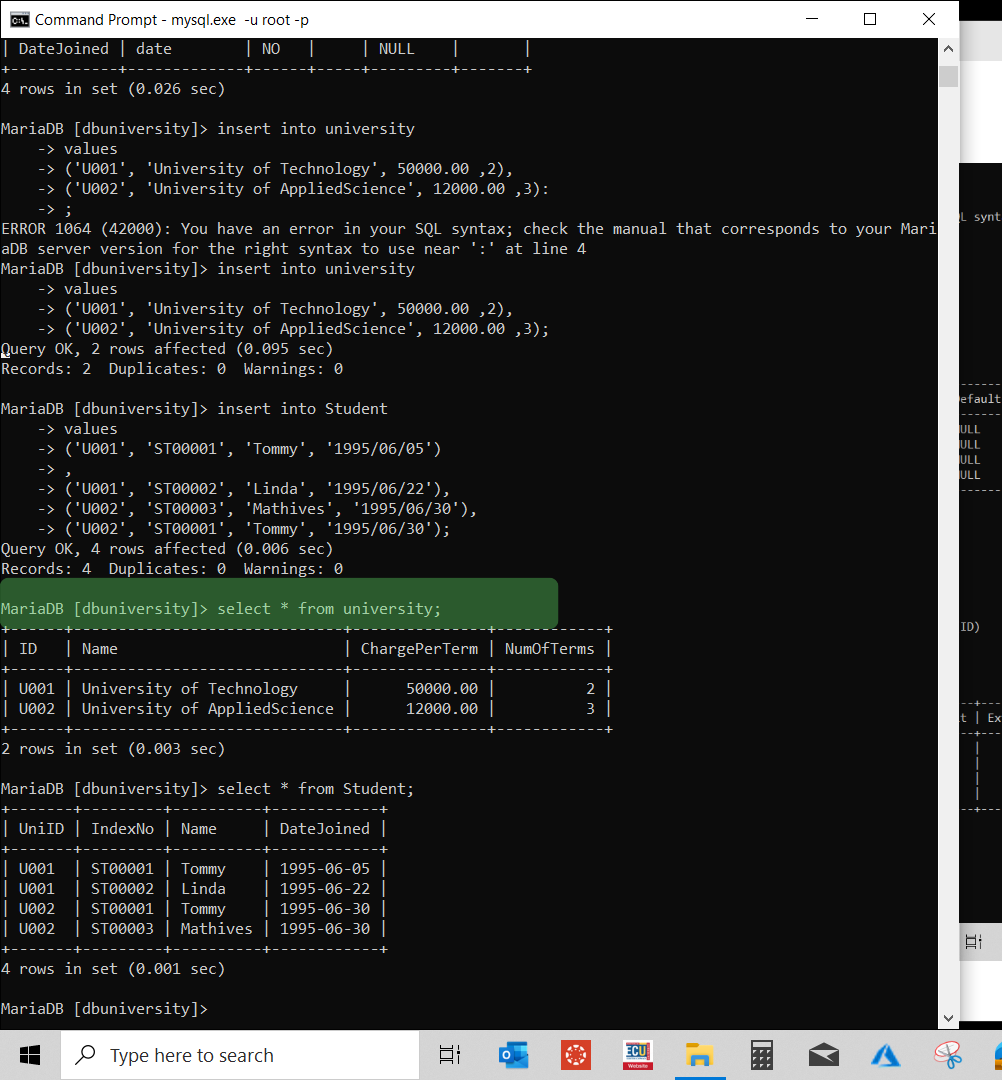 Command Prompt - mysql.exe  -u root -p
| DateJoined | date        | NO   |     | NULL    |       |
+------------+-------------+------+-----+---------+-------+
4 rows in set (0.026 sec)
MariaDB [dbuniversity]> insert into university
    -> values
    -> ('U001', 'University of Technology', 50000.00 ,2),
    -> ('U002', 'University of AppliedScience', 12000.00 ,3):
    -> ;
ERROR 1064 (42000): You have an error in your SQL syntax; check the manual that corresponds to your Mari
aDB server version for the right syntax to use near ':' at line 4
MariaDB [dbuniversity]> insert into university
    -> values
    -> ('U001', 'University of Technology', 50000.00 ,2),
    -> ('U002', 'University of AppliedScience', 12000.00 ,3);
Query OK, 2 rows affected (0.095 sec)
Records: 2  Duplicates: 0  Warnings: 0
MariaDB [dbuniversity]> insert into Student
    -> values
    -> ('U001', 'ST00001', 'Tommy', '1995/06/05')
    -> ,
    -> ('U001', 'ST00002', 'Linda', '1995/06/22'),
    -> ('U002', 'ST00003', 'Mathives', '1995/06/30'),
    -> ('U002', 'ST00001', 'Tommy', '1995/06/30');
Query OK, 4 rows affected (0.006 sec)
Records: 4  Duplicates: 0  Warnings: 0
MariaDB [dbuniversity]> select * from university;
+------+------------------------------+---------------+------------+
| ID   | Name                         | ChargePerTerm | NumOfTerms |
+------+------------------------------+---------------+------------+
| U001 | University of Technology     |      50000.00 |          2 |
| U002 | University of AppliedScience |      12000.00 |          3 |
+------+------------------------------+---------------+------------+
2 rows in set (0.003 sec)
MariaDB [dbuniversity]> select * from Student;
+-------+---------+----------+------------+
| UniID | IndexNo | Name     | DateJoined |
+-------+---------+----------+------------+
| U001  | ST00001 | Tommy    | 1995-06-05 |
| U001  | ST00002 | Linda    | 1995-06-22 |
| U002  | ST00001 | Tommy    | 1995-06-30 |
| U002  | ST00003 | Mathives | 1995-06-30 |
+-------+---------+----------+------------+
4 rows in set (0.001 sec)
MariaDB [dbuniversity]>
L synt
efault
ULL
ULL
ULL
ULL
ID)
t | Ex
Type here to search
ECU
Website